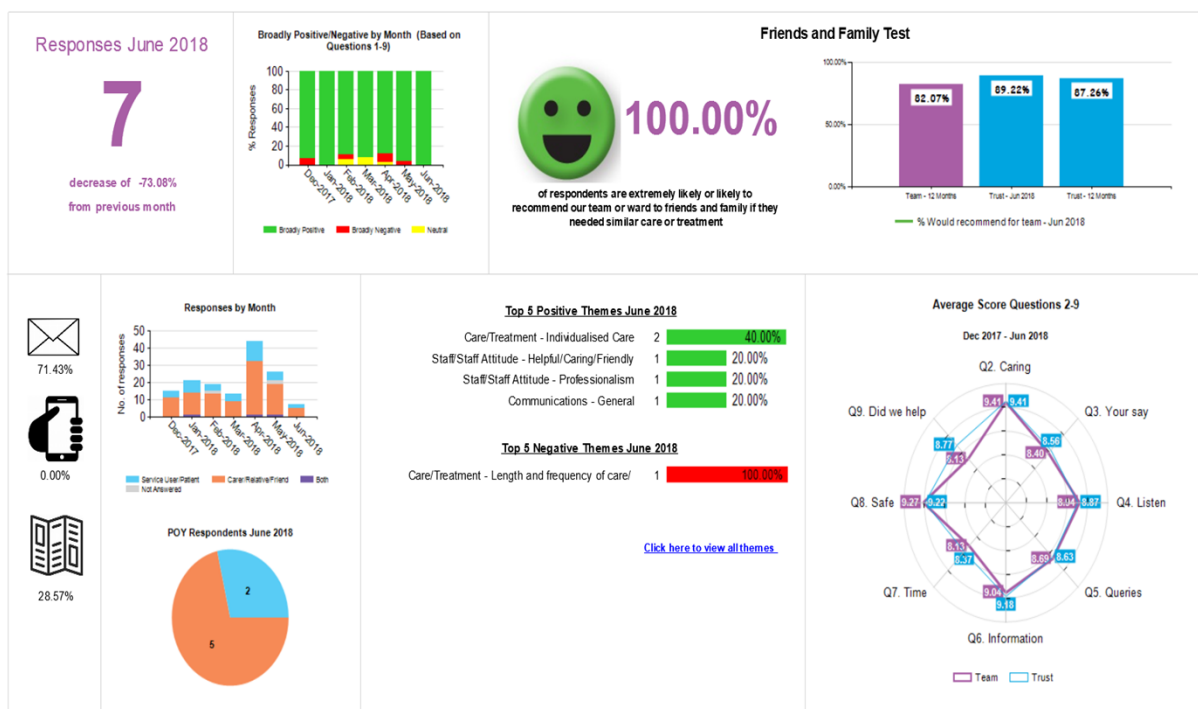 Responses June 2018
7
decrease of -73.08%
from previous month
Broadly Positive/Negative by Month (Based on
Questions 1-9)
% Responses
100
80
60
40
20
0
Dec-2017
Jan-2018
Feb-2018
Mar-2018
Apr-2018
May-2018
Jun-2018
Broadly Positive
Broadly Negative
Neutral
100.00%
of respondents are extremely likely or likely to
recommend our team or ward to friends and family if they
needed similar care or treatment
Friends and Family Test
100.00%
50.00%
0.00%
82.07%
89.22%
87.26%
Team - 12 Months
Trust - Jun 2018
Trust - 12 Months
% Would recommend for team - Jun 2018
71.43%
0.00%
28.57%
Responses by Month
No. of responses
50
40
30
20
10
0
Dec-2017
Jan-2018
Feb-2018
Mar-2018
Apr-2018
May-2018
Jun-2018
Service User/Patient
Carer/Relative/Friend
Both
Not Answered
POY Respondents June 2018
2
5
Top 5 Positive Themes June 2018
Care/Treatment - Individualised Care 2 40.00%
Staff/Staff Attitude - Helpful/Caring/Friendly 1 20.00%
Staff/Staff Attitude - Professionalism 1 20.00%
Communications - General 1 20.00%
Top 5 Negative Themes June 2018
Care/Treatment - Length and frequency of care/ 1 100.00%
Click here to view all themes
Average Score Questions 2-9
Dec 2017 - Jun 2018
Q2. Caring
9.41 9.41
Q9. Did we help
Q3. Your say
8.77
8.56
8.40
Q8. Safe
9.27 9.22
8.87
Q4. Listen
8.13
8.37
8.69 8.63
Q7. Time
Q5. Queries
9.04
9.18
Q6. Information
Team
Trust